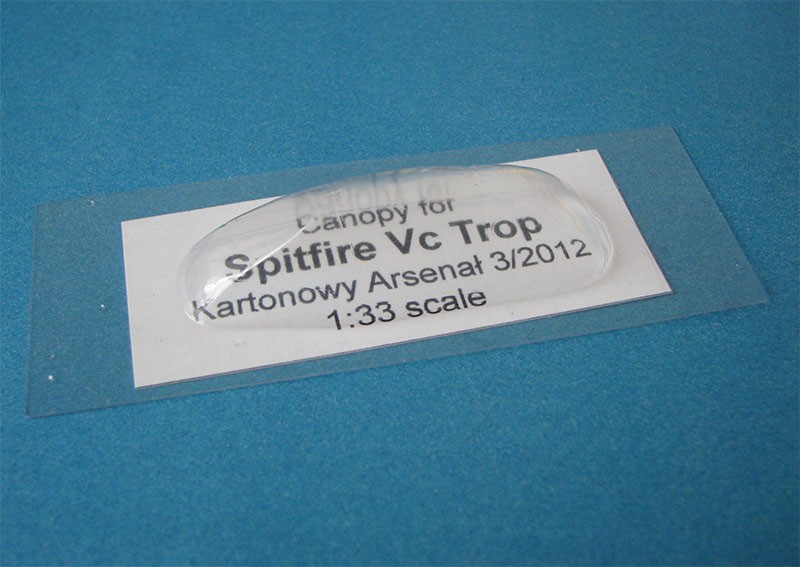 Canopy for
Spitfire Vc Trop
Kartonowy Arsenał 3/2012
1:33 scale